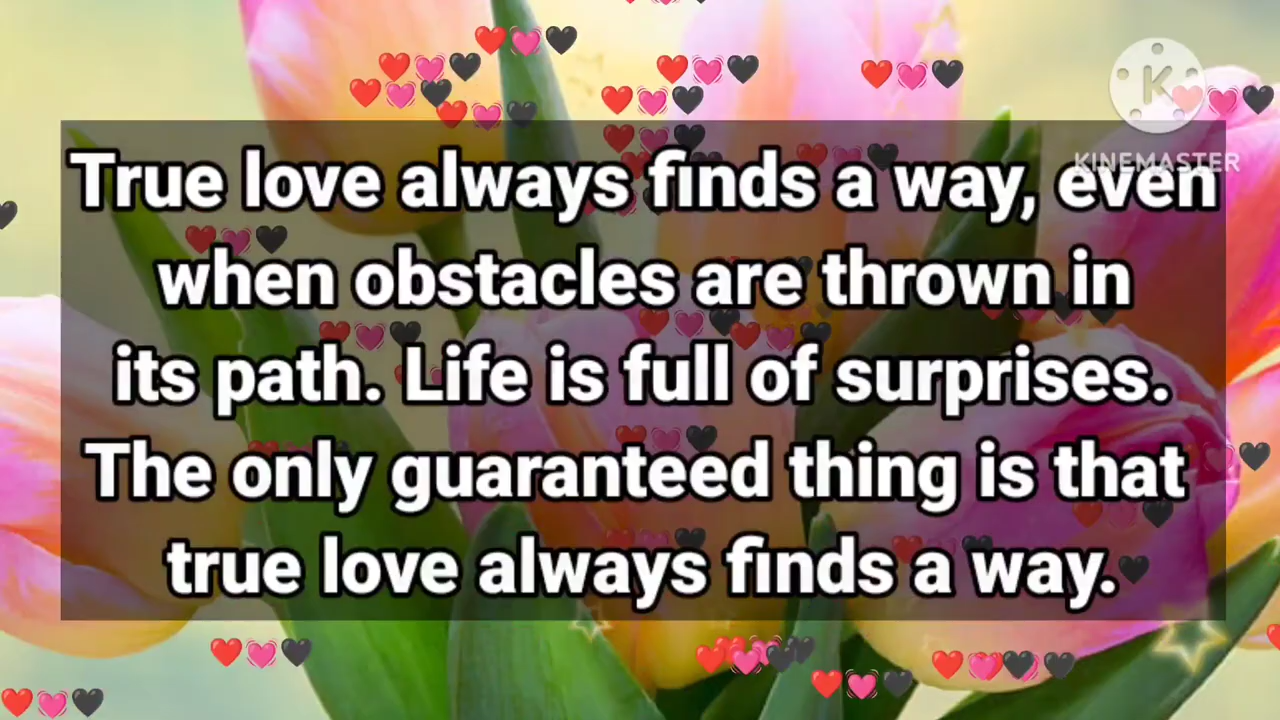 True love always finds a way, even
when obstacles are thrown in
its path. Life is full of surprises.
The only guaranteed thing is that
true love always finds a way.
K
KINEMASTER